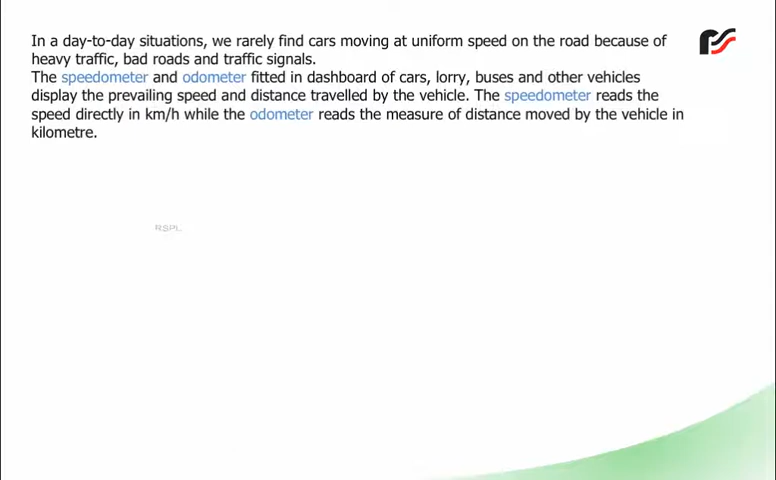 In a day-to-day situations, we rarely find cars moving at uniform speed on the road because of
heavy traffic, bad roads and traffic signals.
The speedometer and odometer fitted in dashboard of cars, lorry, buses and other vehicles
display the prevailing speed and distance travelled by the vehicle. The speedometer reads the
speed directly in km/h while the odometer reads the measure of distance moved by the vehicle in
kilometre.
RSPL